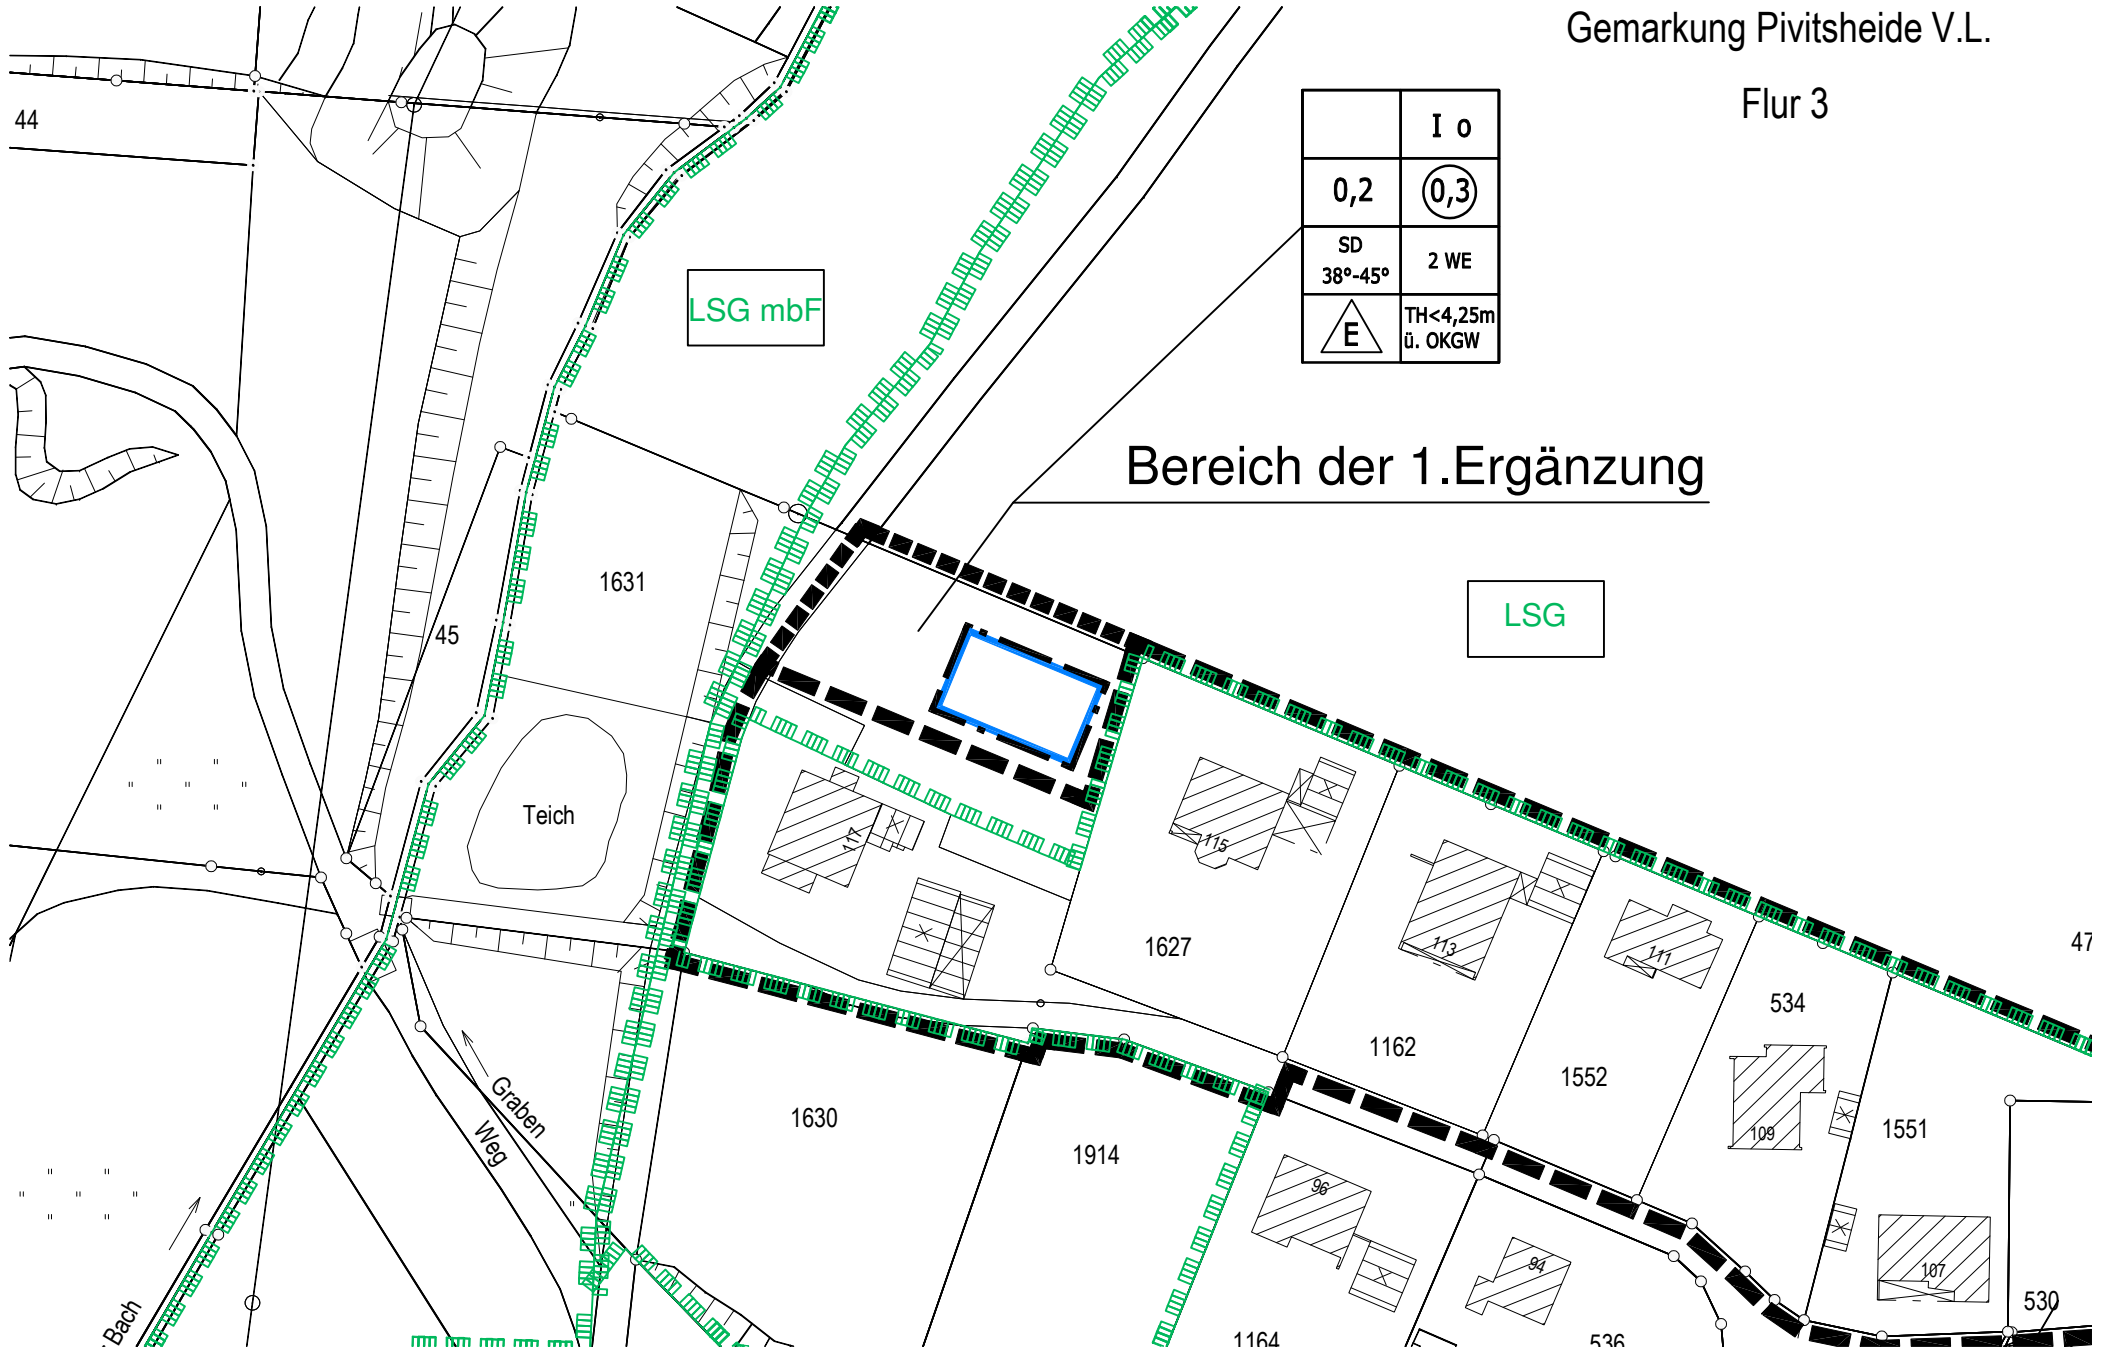 Gemarkung Pivitsheide V.L.
Flur 3
44
I o
0,2
0,3
SD
38°-45°
2 WE
E
TH<4,25m
ü. OKGW
LSG mbF
Bereich der 1.Ergänzung
1631
LSG
45
Teich
117
115
113
111
1627
47
534
1162
1552
1630
1914
Graben
Weg
109
1551
96
94
107
530
Bach
1164
536